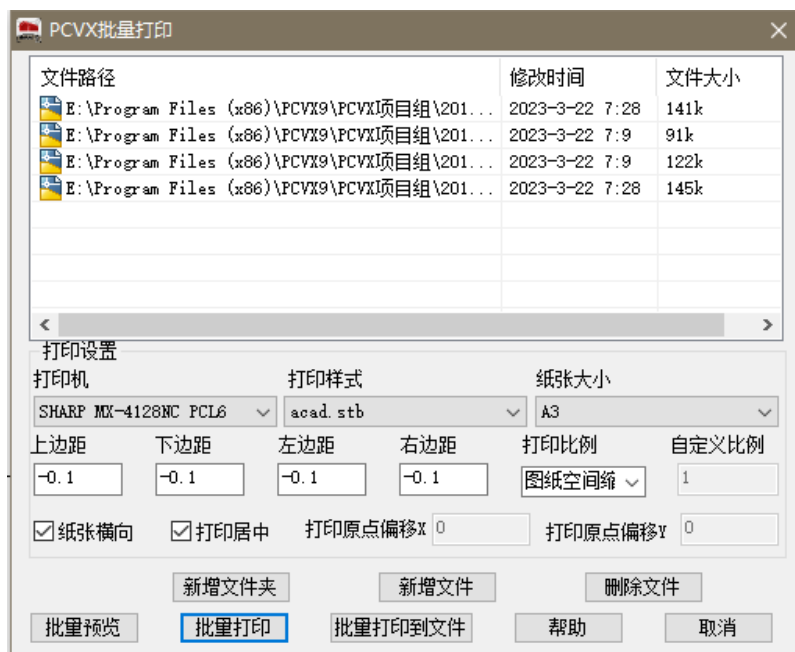 PCVX批量打印
文件路径 修改时间 文件大小
E:\Program Files (x86)\PCVX9\PCVX项目组\201... 2023-3-22 7:28 141k
E:\Program Files (x86)\PCVX9\PCVX项目组\201... 2023-3-22 7:9 91k
E:\Program Files (x86)\PCVX9\PCVX项目组\201... 2023-3-22 7:9 122k
E:\Program Files (x86)\PCVX9\PCVX项目组\201... 2023-3-22 7:28 145k
打印设置
打印机 打印样式 纸张大小
SHARP MX-4128NC PCL6 acad.stb A3
上边距 下边距 左边距 右边距 打印比例 自定义比例
-0.1 -0.1 -0.1 -0.1 图纸空间缩 1
纸张横向 打印居中 打印原点偏移X 0 打印原点偏移Y 0
新增文件夹 新增文件 删除文件
批量预览 批量打印 批量打印到文件 帮助 取消